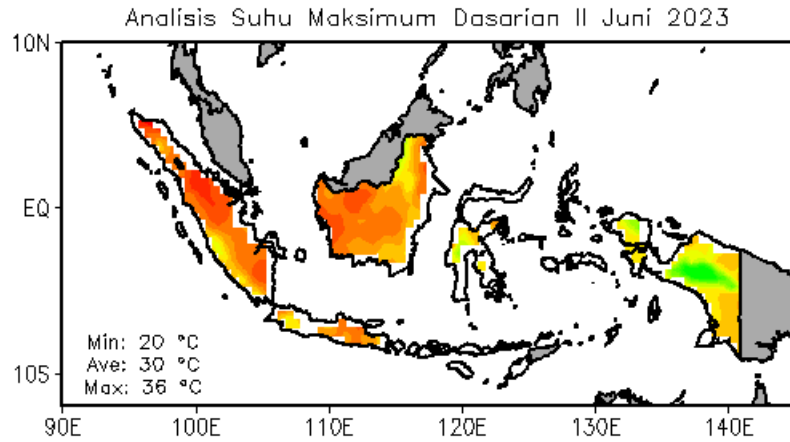 Analisis Suhu Maksimum Dasarian II Juni 2023
10N
EQ
10S
Min: 20 °C
Ave: 30 °C
Max: 36 °C
90E 100E 110E 120E 130E 140E